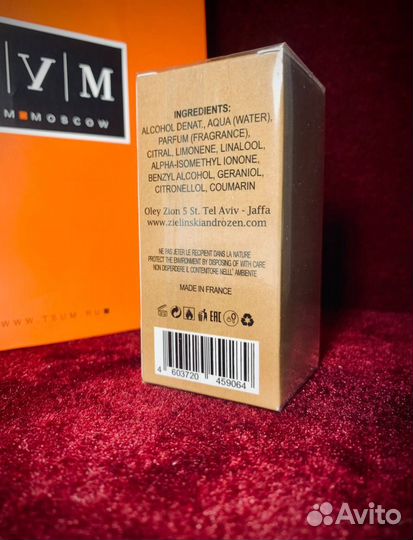 У|М
M■MOSCOW
WWW.TSUM.RU
INGREDIENTS:
ALCOHOL DENAT., AQUA (WATER),
PARFUM (FRAGRANCE),
CITRAL, LIMONENE, LINALOOL,
ALPHA-ISOMETHYL IONONE,
BENZYL ALCOHOL, GERANIOL,
CITRONELLOL, COUMARIN
Oley Zion 5 St. Tel Aviv - Jaffa
www.zielinskiandrozen.com
NE PAS JETER LE RECIPIENT DANS LA NATURE
PROTECT THE ENVIRONMENT BY DISPOSING OF WITH CARE
NON DISPERDERE IL CONTENITORE NELL' AMBIENTE
MADE IN FRANCE
EAC
4 603720 459064
Avito